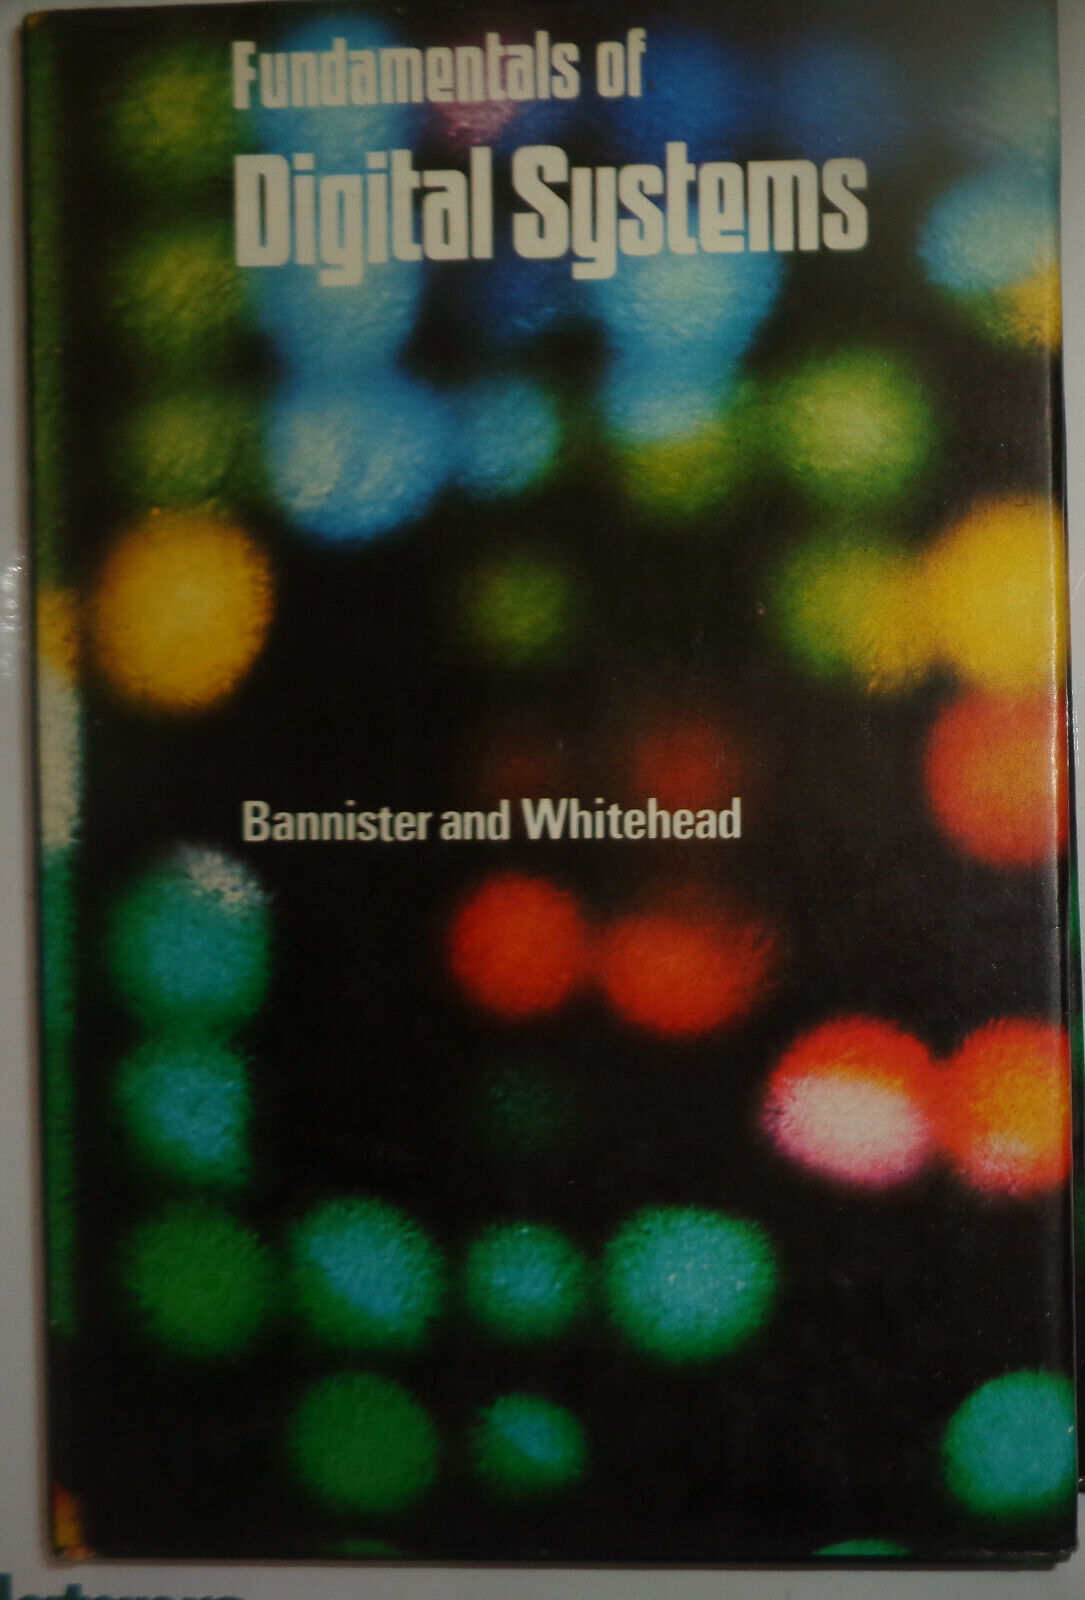 Fundamentals of
Digital Systems
Bannister and Whitehead